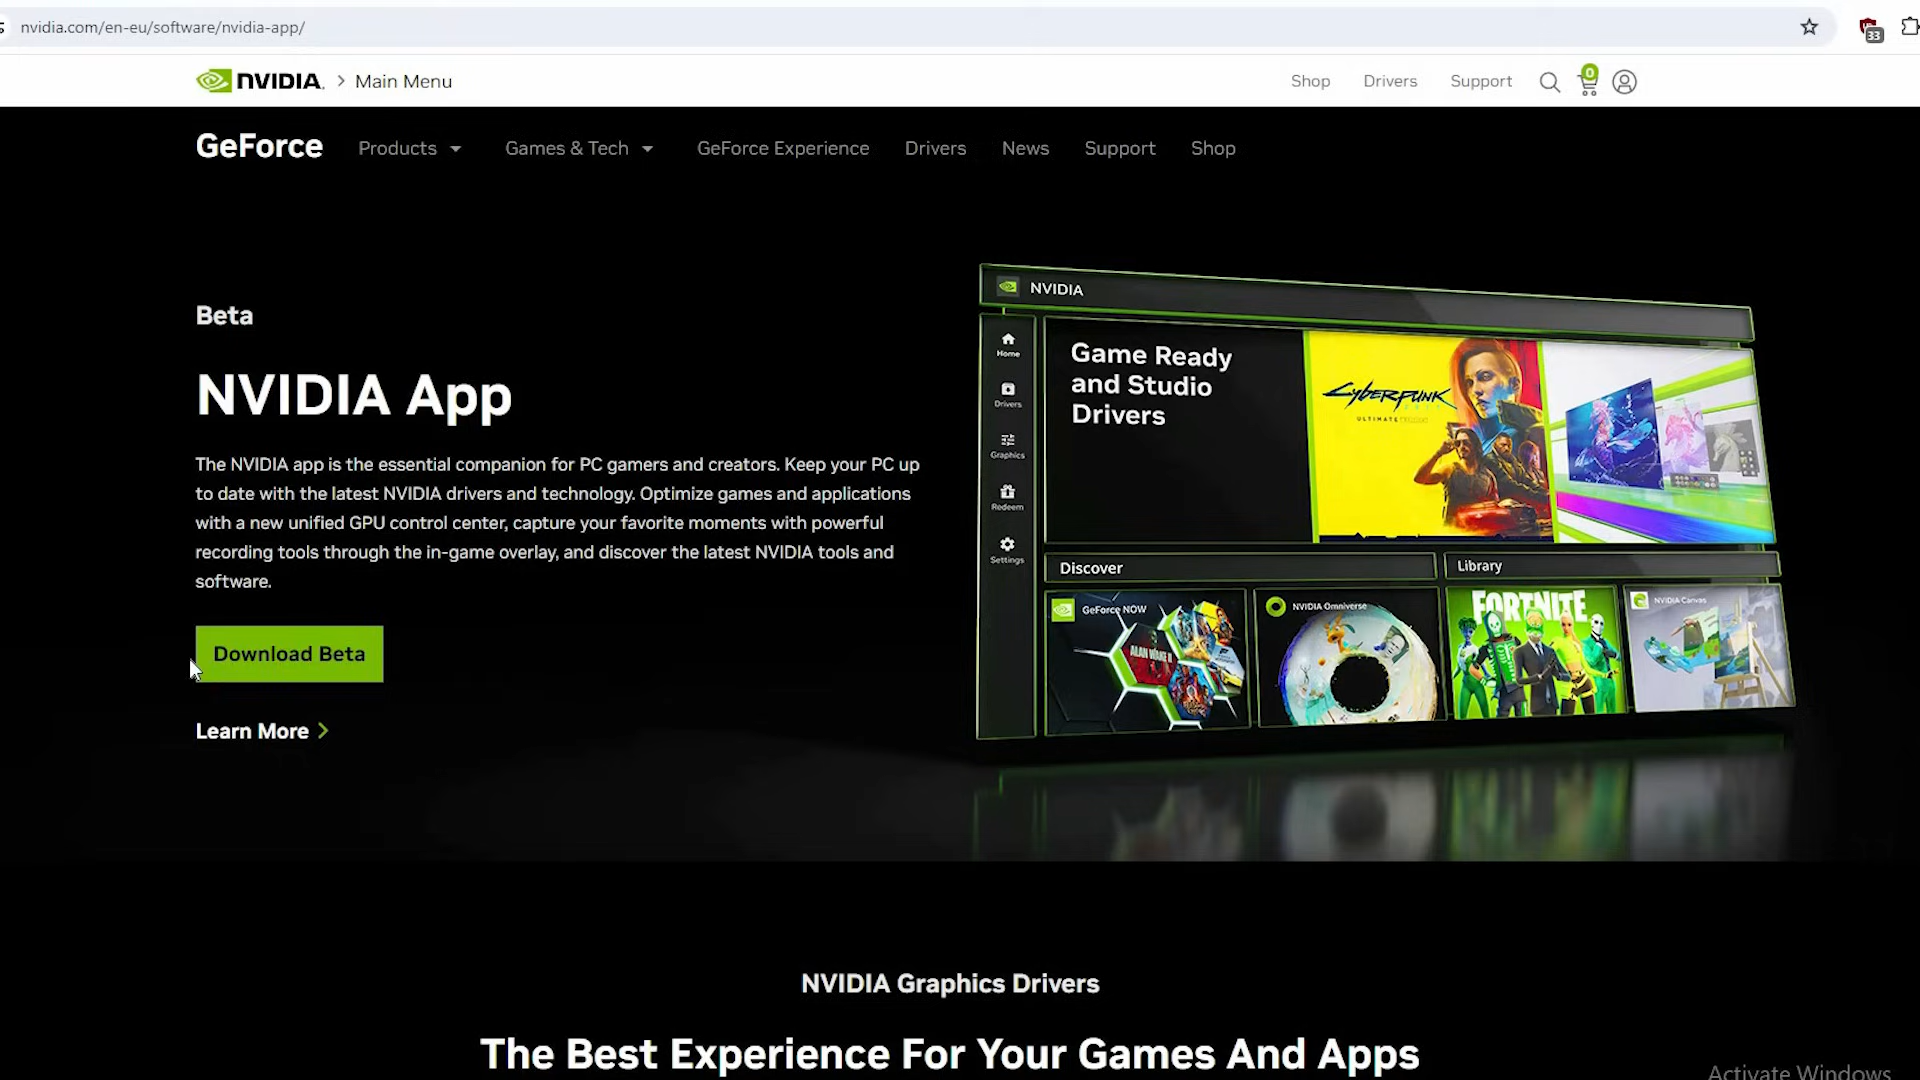 nvidia.com/en-eu/software/nvidia-app/
33
NVIDIA. > Main Menu
Shop Drivers Support 0
GeForce Products Games & Tech GeForce Experience Drivers News Support Shop
Beta
NVIDIA App
The NVIDIA app is the essential companion for PC gamers and creators. Keep your PC up
to date with the latest NVIDIA drivers and technology. Optimize games and applications
with a new unified GPU control center, capture your favorite moments with powerful
recording tools through the in-game overlay, and discover the latest NVIDIA tools and
software.
Download Beta
Learn More >
NVIDIA
Home
Drivers
Graphics
Redeem
Settings
Game Ready
and Studio
Drivers
CYBERPUNK
ULTIMATE
Discover
Library
GeForce NOW
ALAN WAKE II
NVIDIA Omniverse
FORTNITE
NVIDIA Canvas
NVIDIA Graphics Drivers
The Best Experience For Your Games And Apps
Activate Windows